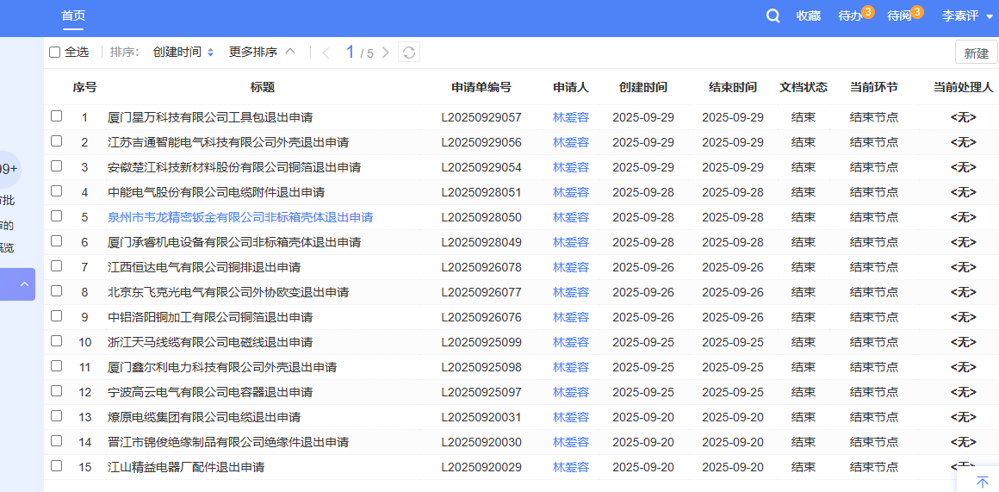 首页 收藏 待办 3 待阅 3 李素评
全选 排序: 创建时间 更多排序 1 / 5 新建
序号 标题 申请单编号 申请人 创建时间 结束时间 文档状态 当前环节 当前处理人
1 厦门星万科技有限公司工具包退出申请 L20250929057 林爱容 2025-09-29 2025-09-29 结束 结束节点 <无>
2 江苏吉通智能电气科技有限公司外壳退出申请 L20250929056 林爱容 2025-09-29 2025-09-29 结束 结束节点 <无>
3 安徽楚江科技新材料股份有限公司铜箔退出申请 L20250929054 林爱容 2025-09-29 2025-09-29 结束 结束节点 <无>
4 中能电气股份有限公司电缆附件退出申请 L20250928051 林爱容 2025-09-28 2025-09-28 结束 结束节点 <无>
5 泉州市韦龙精密钣金有限公司非标箱壳体退出申请 L20250928050 林爱容 2025-09-28 2025-09-28 结束 结束节点 <无>
6 厦门承睿机电设备有限公司非标箱壳体退出申请 L20250928049 林爱容 2025-09-28 2025-09-28 结束 结束节点 <无>
7 江西恒达电气有限公司铜排退出申请 L20250926078 林爱容 2025-09-26 2025-09-26 结束 结束节点 <无>
8 北京东飞克光电气有限公司外协欧变退出申请 L20250926077 林爱容 2025-09-26 2025-09-26 结束 结束节点 <无>
9 中铝洛阳铜加工有限公司铜箔退出申请 L20250926076 林爱容 2025-09-26 2025-09-26 结束 结束节点 <无>
10 浙江天马线缆有限公司电磁线退出申请 L20250925099 林爱容 2025-09-25 2025-09-25 结束 结束节点 <无>
11 厦门鑫尔利电力科技有限公司外壳退出申请 L20250925098 林爱容 2025-09-25 2025-09-25 结束 结束节点 <无>
12 宁波高云电气有限公司电容器退出申请 L20250925097 林爱容 2025-09-25 2025-09-25 结束 结束节点 <无>
13 燎原电缆集团有限公司电缆退出申请 L20250920031 林爱容 2025-09-20 2025-09-20 结束 结束节点 <无>
14 晋江市锦俊绝缘制品有限公司绝缘件退出申请 L20250920030 林爱容 2025-09-20 2025-09-20 结束 结束节点 <无>
15 江山精益电器厂配件退出申请 L20250920029 林爱容 2025-09-20 2025-09-20 结束 结束节点
9+
批
的
览